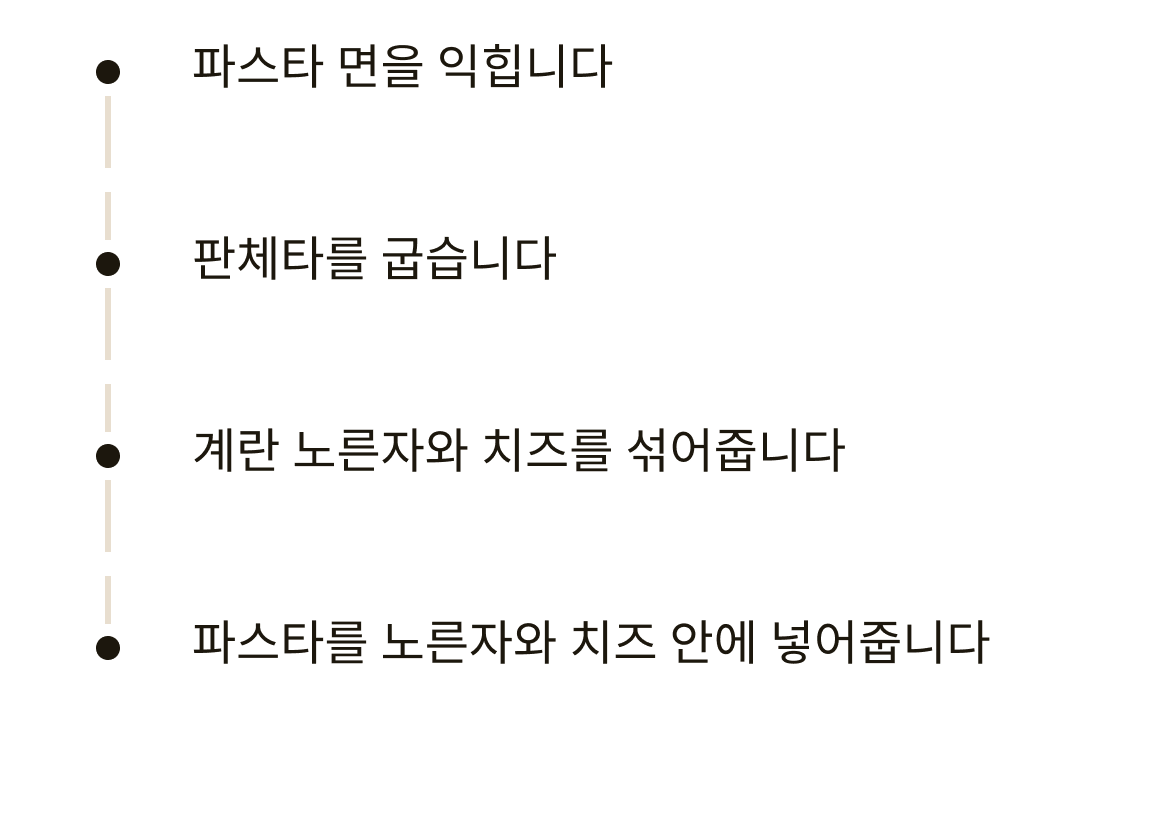 파스타 면을 익힙니다
판체타를 굽습니다
계란 노른자와 치즈를 섞어줍니다
파스타를 노른자와 치즈 안에 넣어줍니다